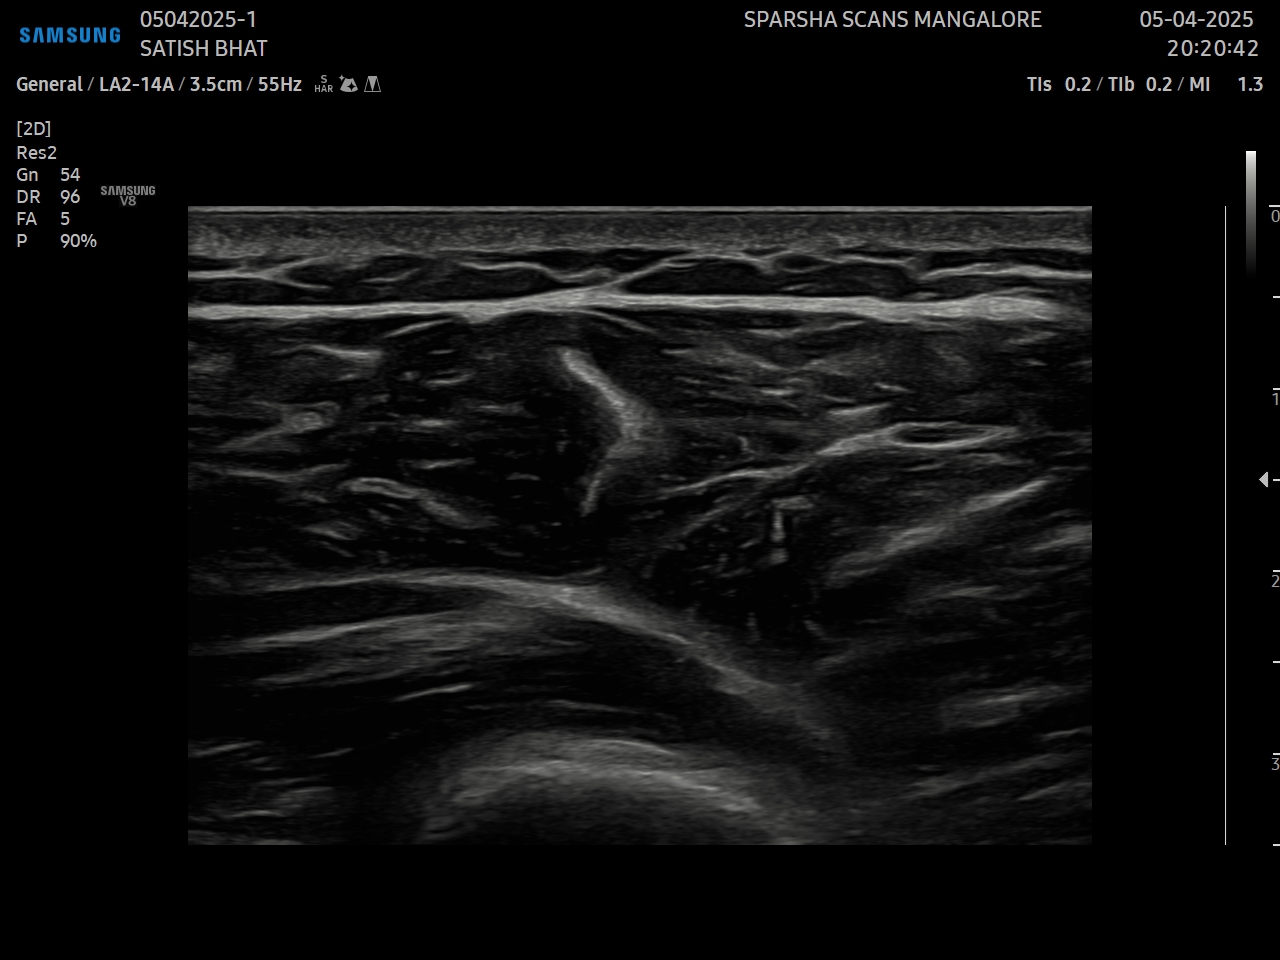 SAMSUNG 05042025-1 SPARSHA SCANS MANGALORE 05-04-2025
SATISH BHAT 20:20:42
General / LA2-14A / 3.5cm / 55Hz S HAR TIs 0.2 / TIb 0.2 / MI 1.3
[2D]
Res2
Gn 54
DR 96
FA 5
P 90%
SAMSUNG
V8
0
1
2
3